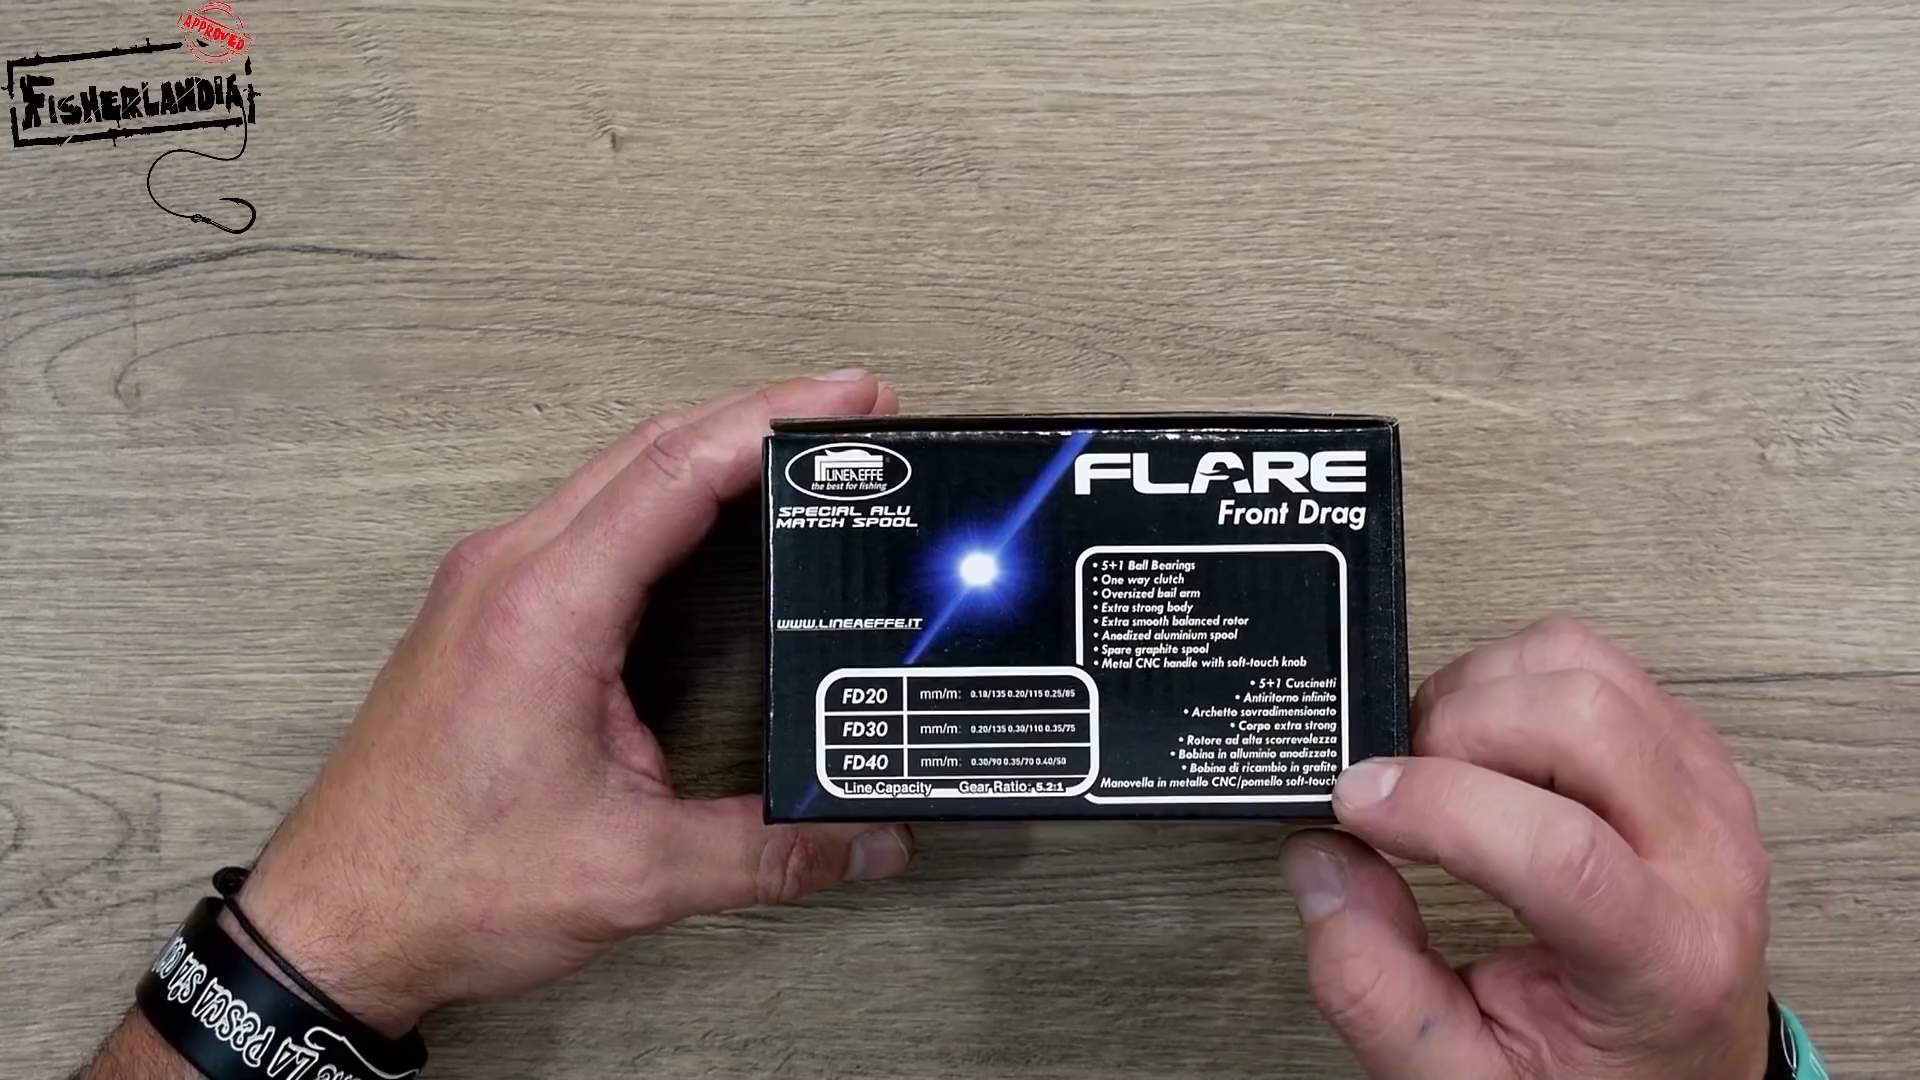 APPROVED
FISHERLANDIA
LINEAEFFE
the best for fishing
SPECIAL ALU
MATCH SPOOL
FLARE
Front Drag
• 5+1 Ball Bearings
• One way clutch
• Oversized bail arm
• Extra strong body
• Extra smooth balanced rotor
• Anodized aluminium spool
• Spare graphite spool
• Metal CNC handle with soft-touch knob
WWW.LINEAEFFE.IT
• 5+1 Cuscinetti
• Antiritorno infinito
• Archetto sovradimensionato
• Corpo extra strong
• Rotore ad alta scorrevolezza
• Bobina in alluminio anodizzato
• Bobina di ricambio in grafite
Manovella in metallo CNC/pomello soft-touch
FD20 mm/m: 0.18/135 0.20/115 0.25/85
FD30 mm/m: 0.20/135 0.30/110 0.35/75
FD40 mm/m: 0.30/90 0.35/70 0.40/50
Line Capacity Gear Ratio: 5.2:1
LA PESCA SIA CON